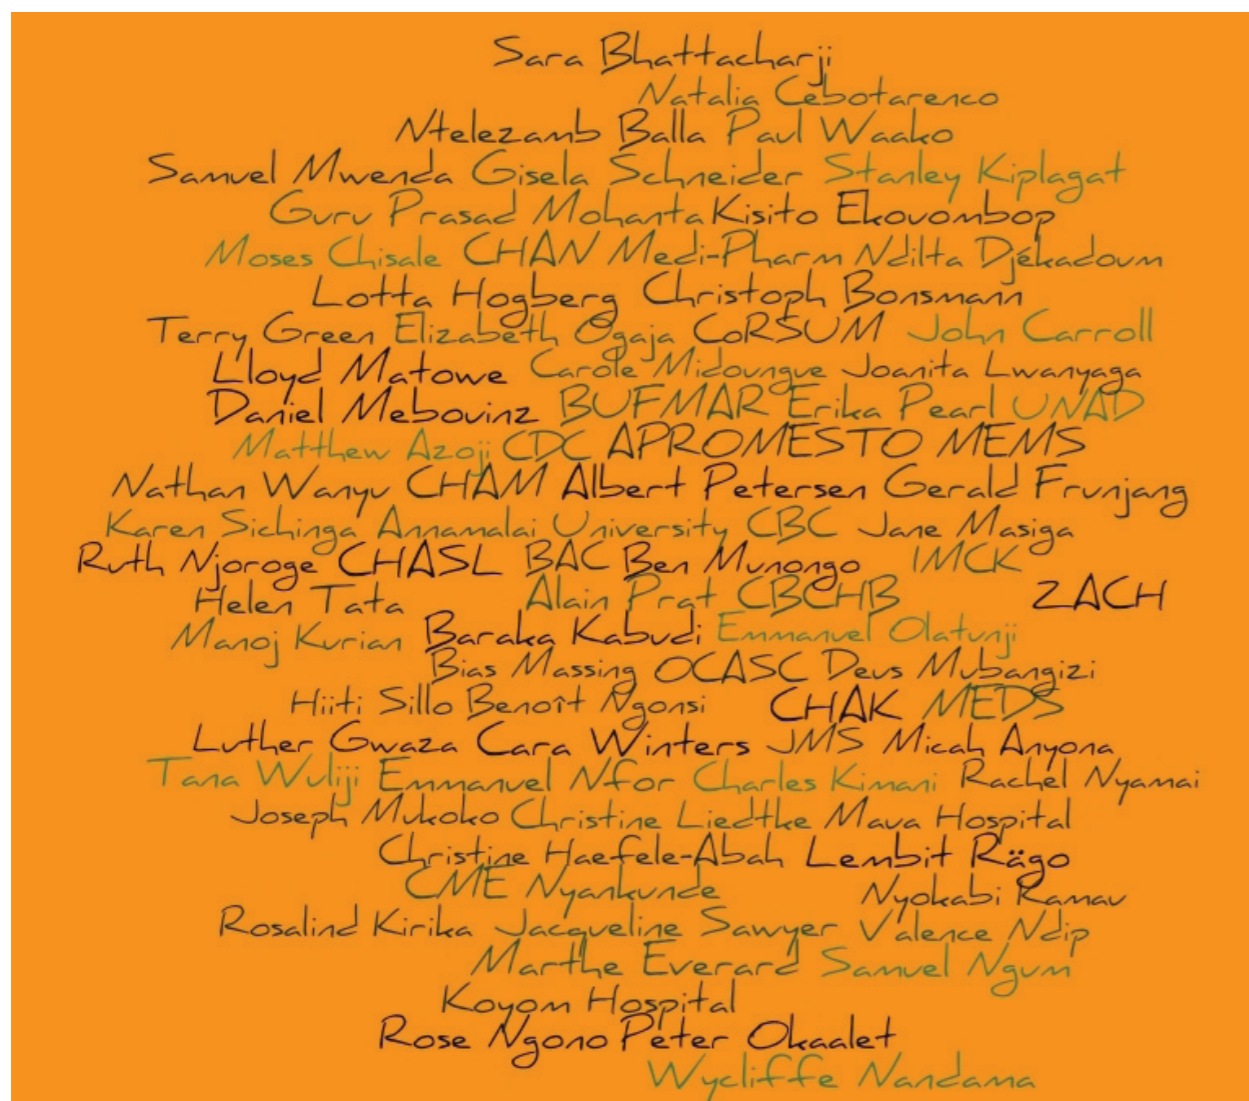 Sara Bhattacharji
Natalia Cebotarenco
Ntelezamb Balla Paul Waako
Samuel Mwenda Gisela Schneider Stanley Kiplagat
Guru Prasad Mohanta Kisito Ekouombop
Moses Chisale CHAN Medi-Pharm Ndilta Djékadoum
Lotta Hogberg Christoph Bonsmann
Terry Green Elizabeth Ogaja CoRSUM John Carroll
Lloyd Matowe Carole Midoungue Joanita Lwanyaga
Daniel Mebouinz BUFMAR Erika Pearl UNAD
Matthew Azoji CDC APROMESTO MEMS
Nathan Wanyu CHAM Albert Petersen Gerald Frunjang
Karen Sichinga Annamalai University CBC Jane Masiga
Ruth Njoroge CHASL BAC Ben Munongo IMCK
Helen Tata Alain Prat CBCHB ZACH
Manoj Kurian Baraka Kabudi Emmanuel Olatunji
Bias Massing OCASC Deus Mubangizi
Hiiti Sillo Benoît Ngonsi CHAK MEDS
Luther Gwaza Cara Winters JMS Micah Anyona
Tana Wuliji Emmanuel Nfor Charles Kimani Rachel Nyamai
Joseph Mukoko Christine Liedtke Maua Hospital
Christine Haefele-Abah Lembit Rägo
CME Nyankunde Nyokabi Ramau
Rosalind Kirika Jacqueline Sawyer Valence Ndip
Marthe Everard Samuel Ngum
Koyom Hospital
Rose Ngono Peter Okaalet
Wycliffe Nandama